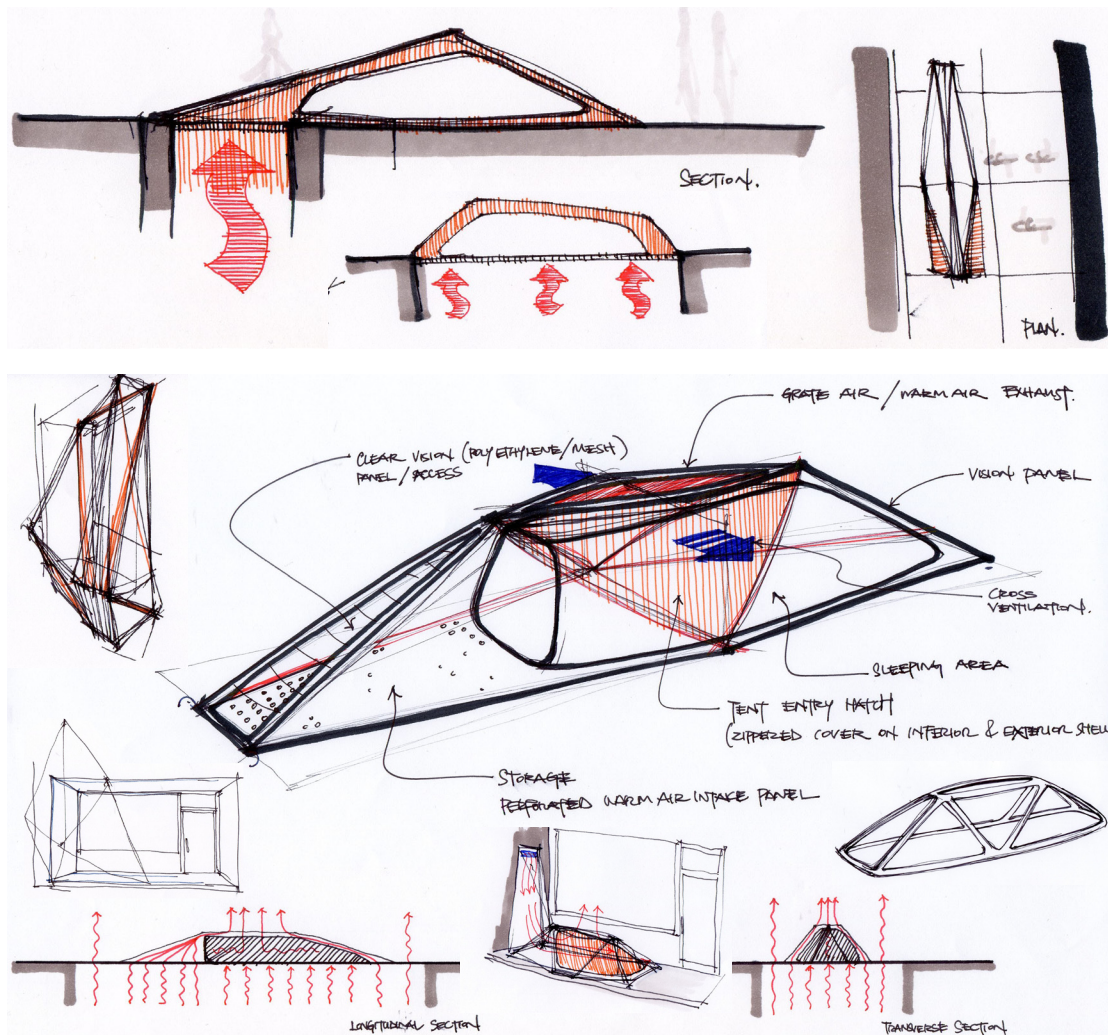 SECTION.
PLAN.
GRATE AIR / WARM AIR EXHAUST.
CLEAR VISION (POLYETHYLENE/MESH)
PANEL / ACCESS
VISION PANEL
CROSS
VENTILATION.
SLEEPING AREA
TENT ENTRY HATCH
(ZIPPERED COVER ON INTERIOR & EXTERIOR SHELL
STORAGE
PERFORATED WARM AIR INTAKE PANEL
LONGITUDINAL SECTION
TRANSVERSE SECTION